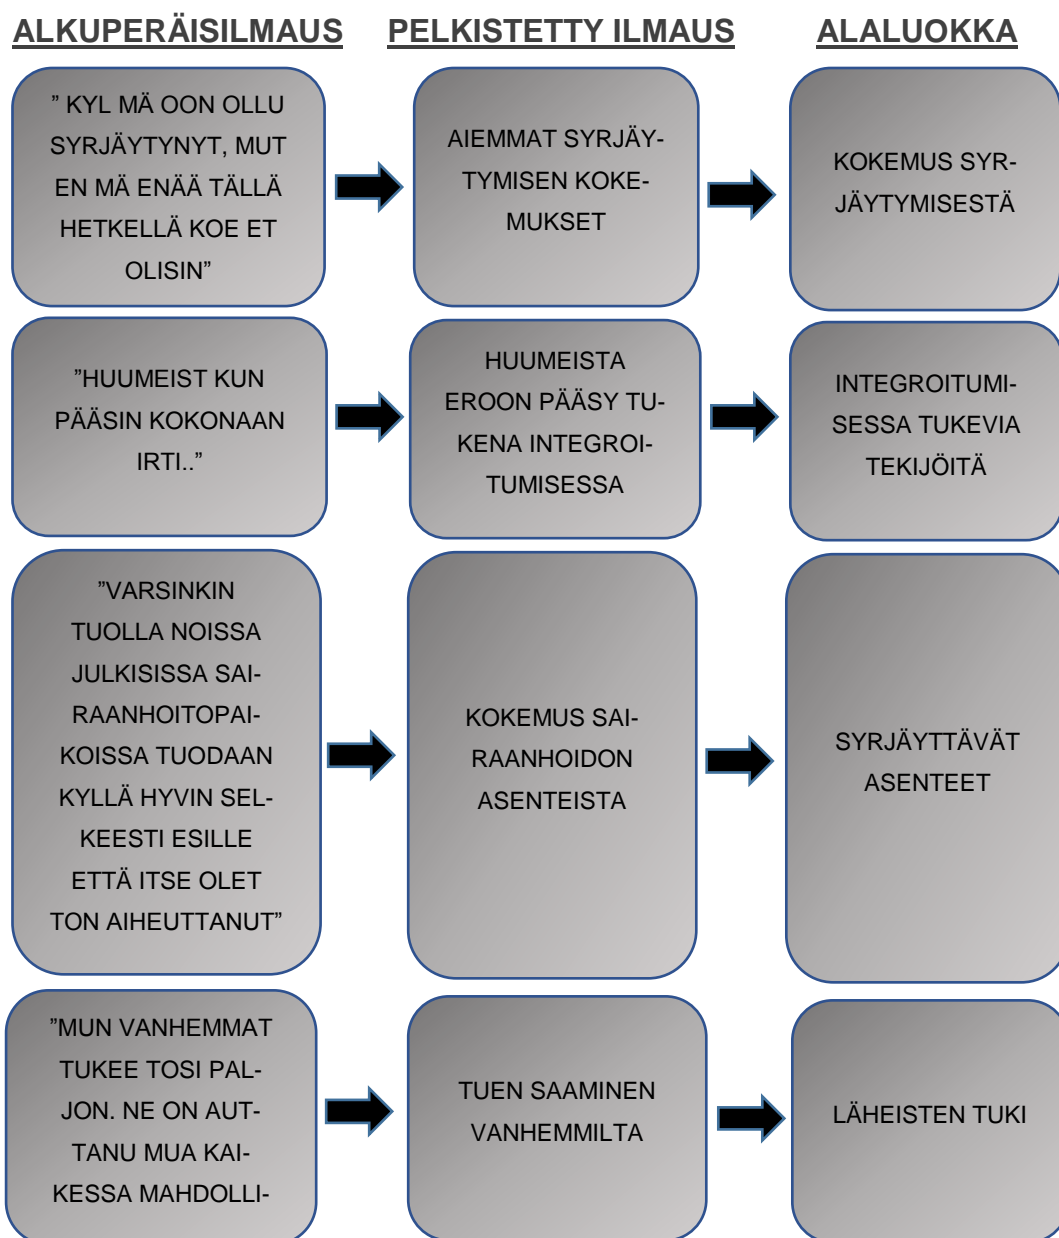 ALKUPERÄISILMAUS
PELKISTETTY ILMAUS
ALALUOKKA
” KYL MÄ OON OLLU
SYRJÄYTYNYT, MUT
EN MÄ ENÄÄ TÄLLÄ
HETKELLÄ KOE ET
OLISIN”
AIEMMAT SYRJÄY-
TYMISEN KOKE-
MUKSET
KOKEMUS SYR-
JÄYTYMISESTÄ
”HUUMEIST KUN
PÄÄSIN KOKONAAN
IRTI..”
HUUMEISTA
EROON PÄÄSY TU-
KENA INTEGROI-
TUMISESSA
INTEGROITUMI-
SESSA TUKEVIA
TEKIJÖITÄ
”VARSINKIN
TUOLLA NOISSA
JULKISISSA SAI-
RAANHOITOPAI-
KOISSA TUODAAN
KYLLÄ HYVIN SEL-
KEESTI ESILLE
ETTÄ ITSE OLET
TON AIHEUTTANUT”
KOKEMUS SAI-
RAANHOIDON
ASENTEISTA
SYRJÄYTTÄVÄT
ASENTEET
”MUN VANHEMMAT
TUKEE TOSI PAL-
JON. NE ON AUT-
TANU MUA KAI-
KESSA MAHDOLLI-
TUEN SAAMINEN
VANHEMMILTA
LÄHEISTEN TUKI